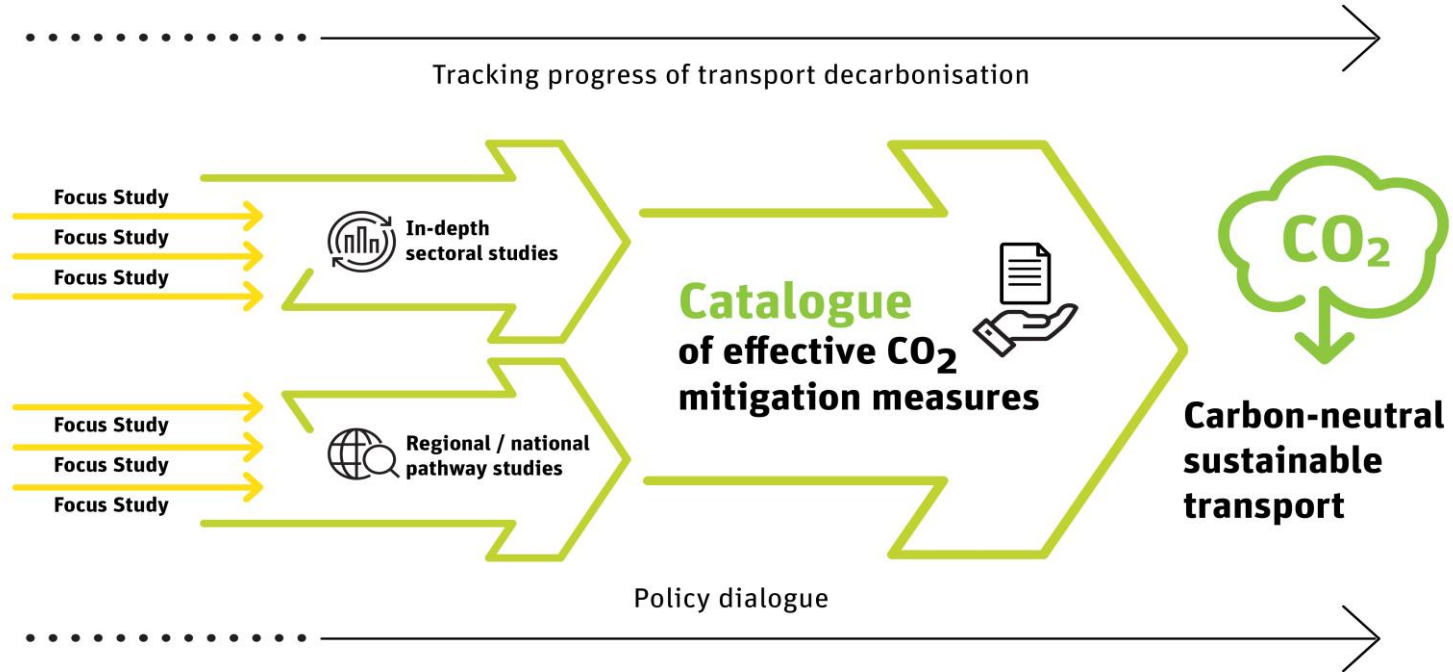 Tracking progress of transport decarbonisation
Focus Study
Focus Study
Focus Study
In-depth
sectoral studies
Focus Study
Focus Study
Focus Study
Regional / national
pathway studies
Catalogue
of effective CO₂
mitigation measures
CO₂
Carbon-neutral
sustainable
transport
Policy dialogue